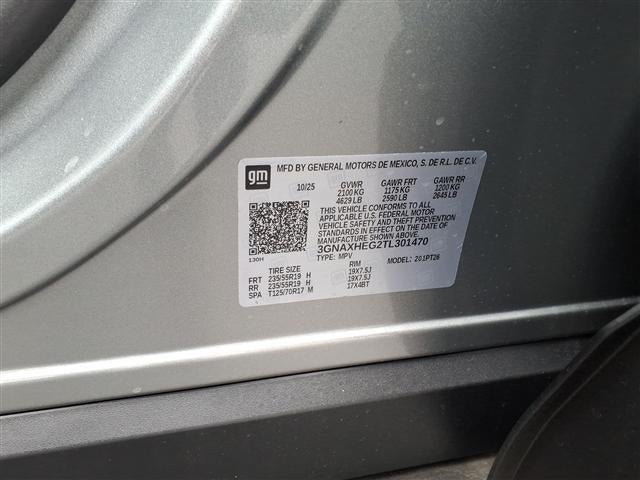 gm
MFD BY GENERAL MOTORS DE MEXICO, S. DE R.L. DE C.V.
10/25 GVWR GAWR FRT GAWR RR
2100 KG 1175 KG 1200 KG
4629 LB 2590 LB 2645 LB
THIS VEHICLE CONFORMS TO ALL
APPLICABLE U.S. FEDERAL MOTOR
VEHICLE SAFETY AND THEFT PREVENTION
STANDARDS IN EFFECT ON THE DATE OF
MANUFACTURE SHOWN ABOVE.
3GNAXHEG2TL301470
130H TYPE: MPV MODEL: 201PT26
TIRE SIZE RIM
FRT 235/55R19 H 19X7.5J
RR 235/55R19 H 19X7.5J
SPA T125/70R17 M 17X4BT